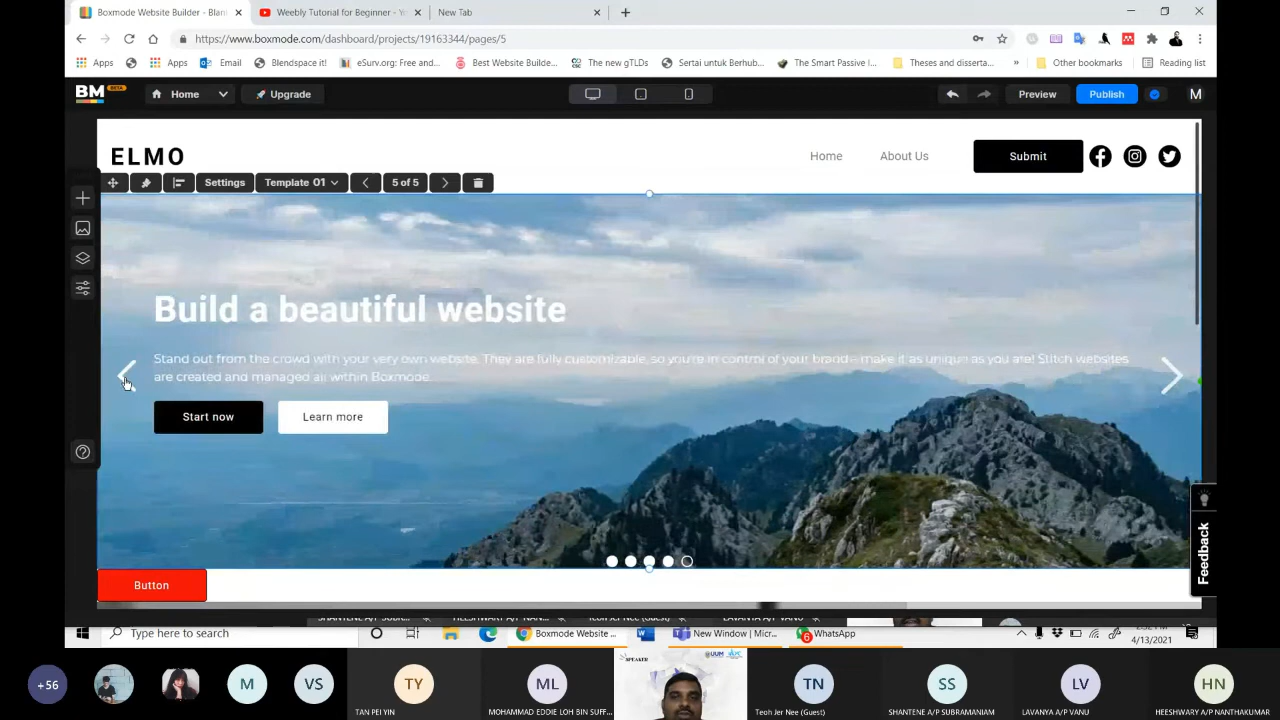 Boxmode Website Builder - Blan
Weebly Tutorial for Beginner - Yo
New Tab
https://www.boxmode.com/dashboard/projects/19163344/pages/5
Apps
Apps
Email
Blendspace it!
eSurv.org: Free and...
Best Website Builde...
The new gTLDs
Sertai untuk Berhub...
The Smart Passive I...
Theses and disserta...
»
Other bookmarks
Reading list
BM BETA
Home
Upgrade
Preview
Publish
M
ELMO
Home
About Us
Submit
Settings
Template 01
5 of 5
Build a beautiful website
Stand out from the crowd with your very own website. They are fully customizable, so you're in control of your brand - make it as unique as you are! Stitch websites
are created and managed all within Boxmode.
Start now
Learn more
Feedback
Button
Type here to search
Boxmode Website ...
New Window | Micr...
6
WhatsApp
4/13/2021
+56
M
VS
TY
TAN PEI YIN
ML
MOHAMMAD EDDIE LOH BIN SUFF...
SPEAKER
UUM
TN
Teoh Jer Nee (Guest)
SS
SHANTENE A/P SUBRAMANIAM
LV
LAVANYA A/P VANU
HN
HEESHWARY A/P NANTHAKUMAR